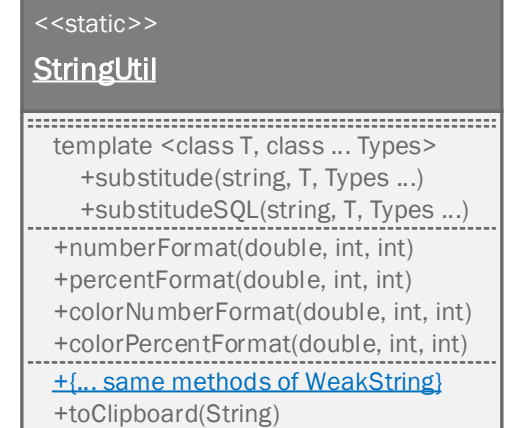 <<static>>
StringUtil
template <class T, class ... Types>
+substitude(string, T, Types ...)
+substitudeSQL(string, T, Types ...)
+numberFormat(double, int, int)
+percentFormat(double, int, int)
+colorNumberFormat(double, int, int)
+colorPercentFormat(double, int, int)
+{... same methods of WeakString}
+toClipboard(String)